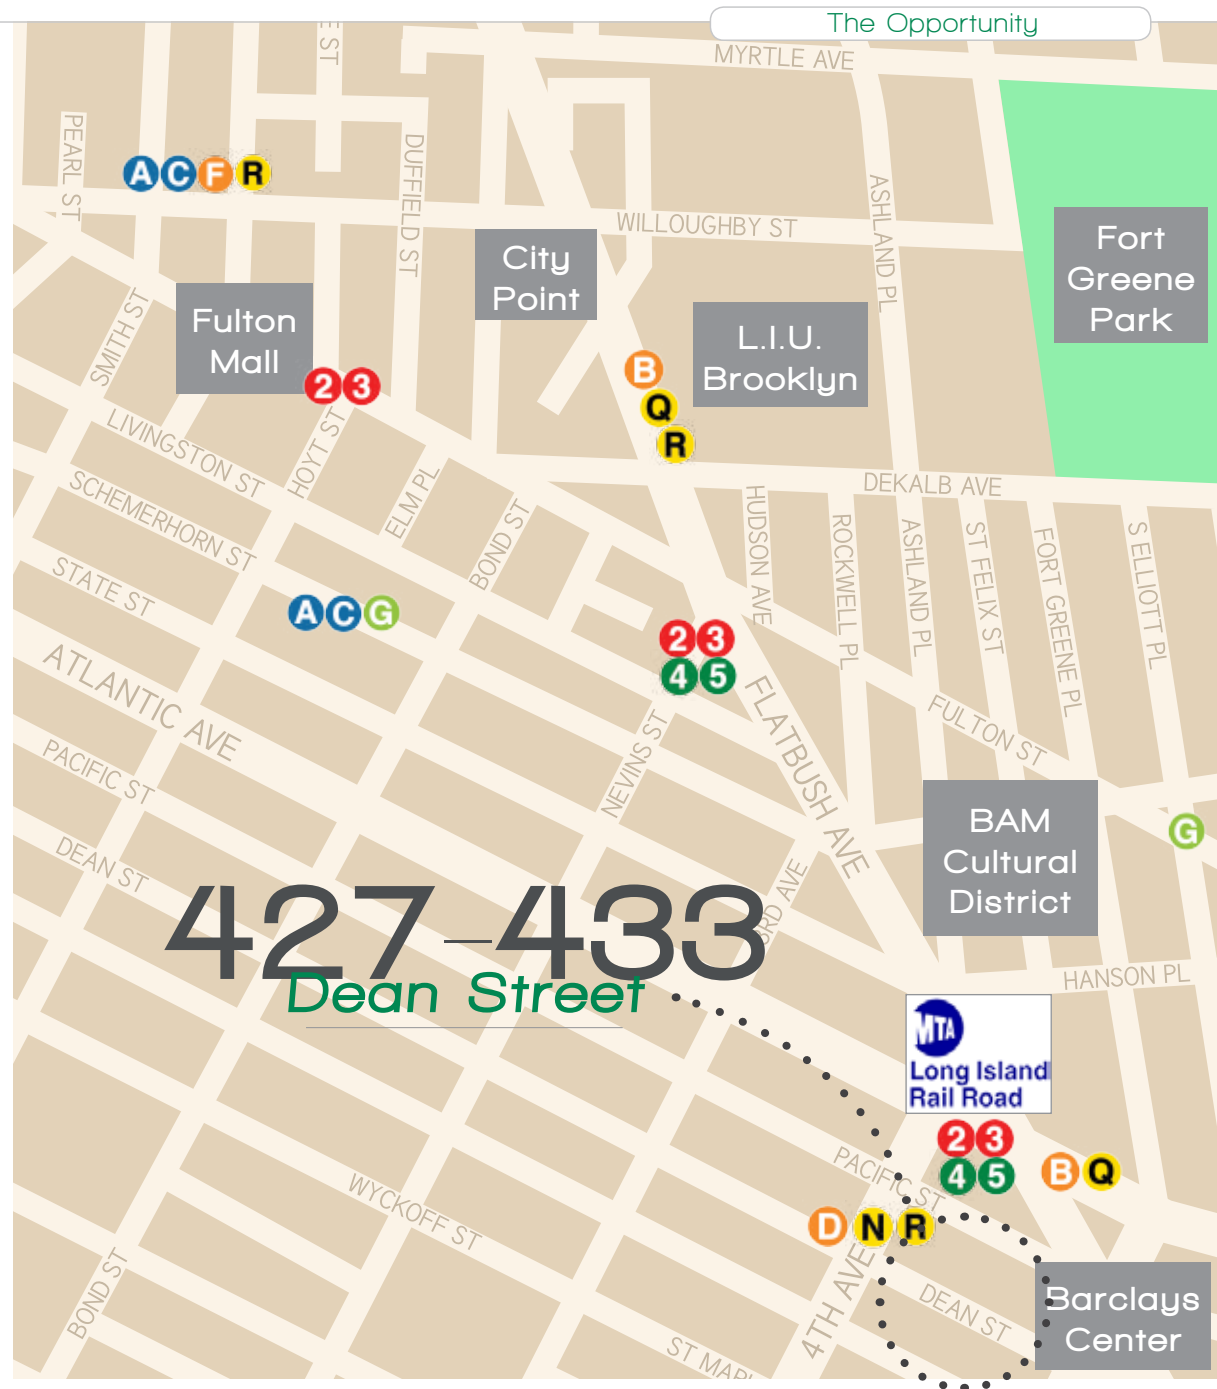 The Opportunity
E ST
MYRTLE AVE
PEARL ST
DUFFIELD ST
A C F R
ASHLAND PL
WILLOUGHBY ST
Fort
Greene
Park
City
Point
SMITH ST
Fulton
Mall
L.I.U.
Brooklyn
2 3
B
Q
R
LIVINGSTON ST
HOYT ST
ELM PL
DEKALB AVE
SCHEMERHORN ST
BOND ST
HUDSON AVE
ROCKWELL PL
ASHLAND PL
ST FELIX ST
FORT GREENE PL
S ELLIOTT PL
STATE ST
A C G
2 3
4 5
ATLANTIC AVE
FLATBUSH AVE
FULTON ST
NEVINS ST
PACIFIC ST
BAM
Cultural
District
G
DEAN ST
3RD AVE
427-433
Dean Street
HANSON PL
MTA
Long Island
Rail Road
2 3
4 5
B Q
PACIFIC ST
WYCKOFF ST
D N R
BOND ST
4TH AVE
DEAN ST
Barclays
Center
ST MAR